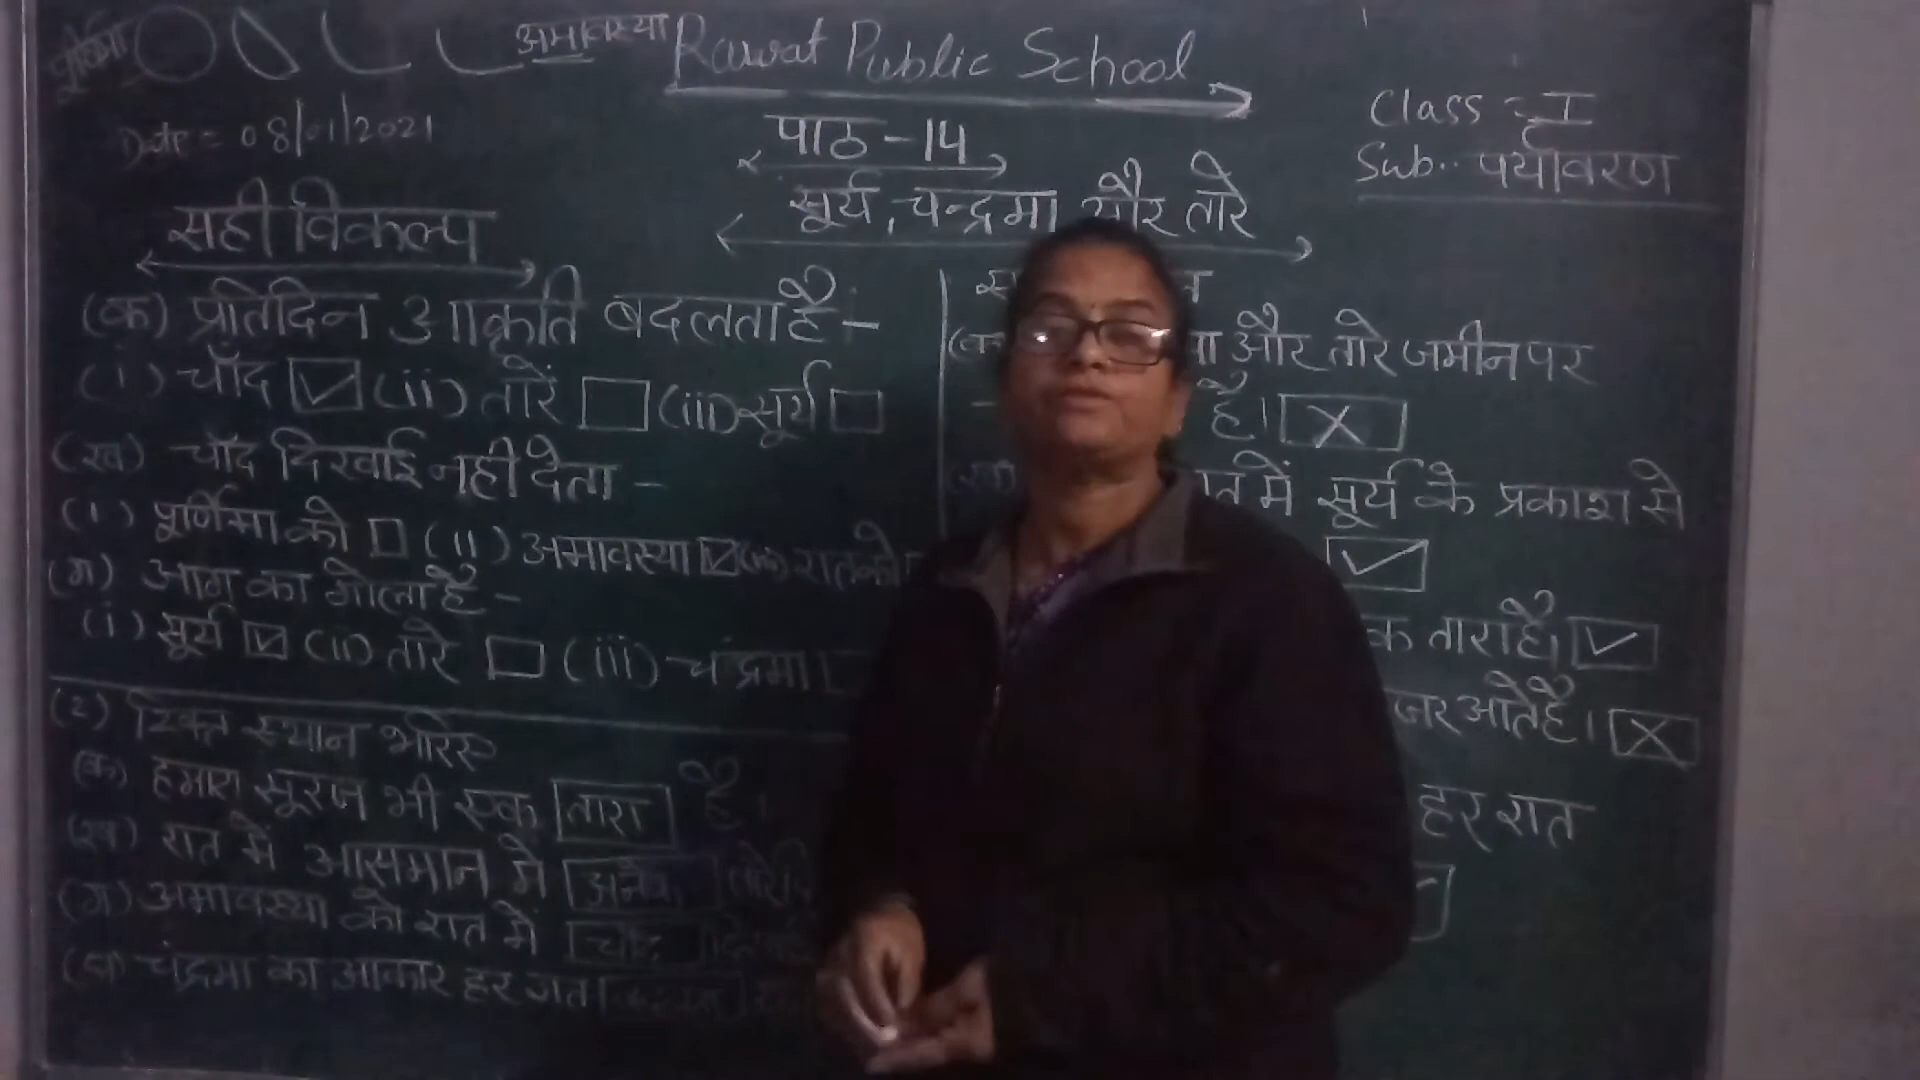 पूर्णिमा
अमावस्या
Rawat Public School
Date = 08/01/2021
Class = I
Sub.. पर्यावरण
पाठ - 14
सूर्य, चन्द्रमा और तारे
सही विकल्प
(क) प्रतिदिन आकृति बदलता है -
(i) चाँद ☑ (ii) तारें ☐ (iii) सूर्य ☐
(ख) चाँद दिखाई नही देता -
(i) पूर्णिमा को ☐ (ii) अमावस्या ☑ रात को
(ग) आग का गोला है -
(i) सूर्य ☑ (ii) तारे ☐ (iii) चंद्रमा ☐
(2) रिक्त स्थान भरिए
(क) हमारा सूरज भी एक तारा है
(ख) रात में आसमान में अनेक
(ग) अमावस्या को रात में चाँद
(घ) चंद्रमा का आकार हर रात
और तारे जमीन पर
है। ☒
में सूर्य के प्रकाश से
☑
तारा है। ☑
आते है। ☒
हर रात